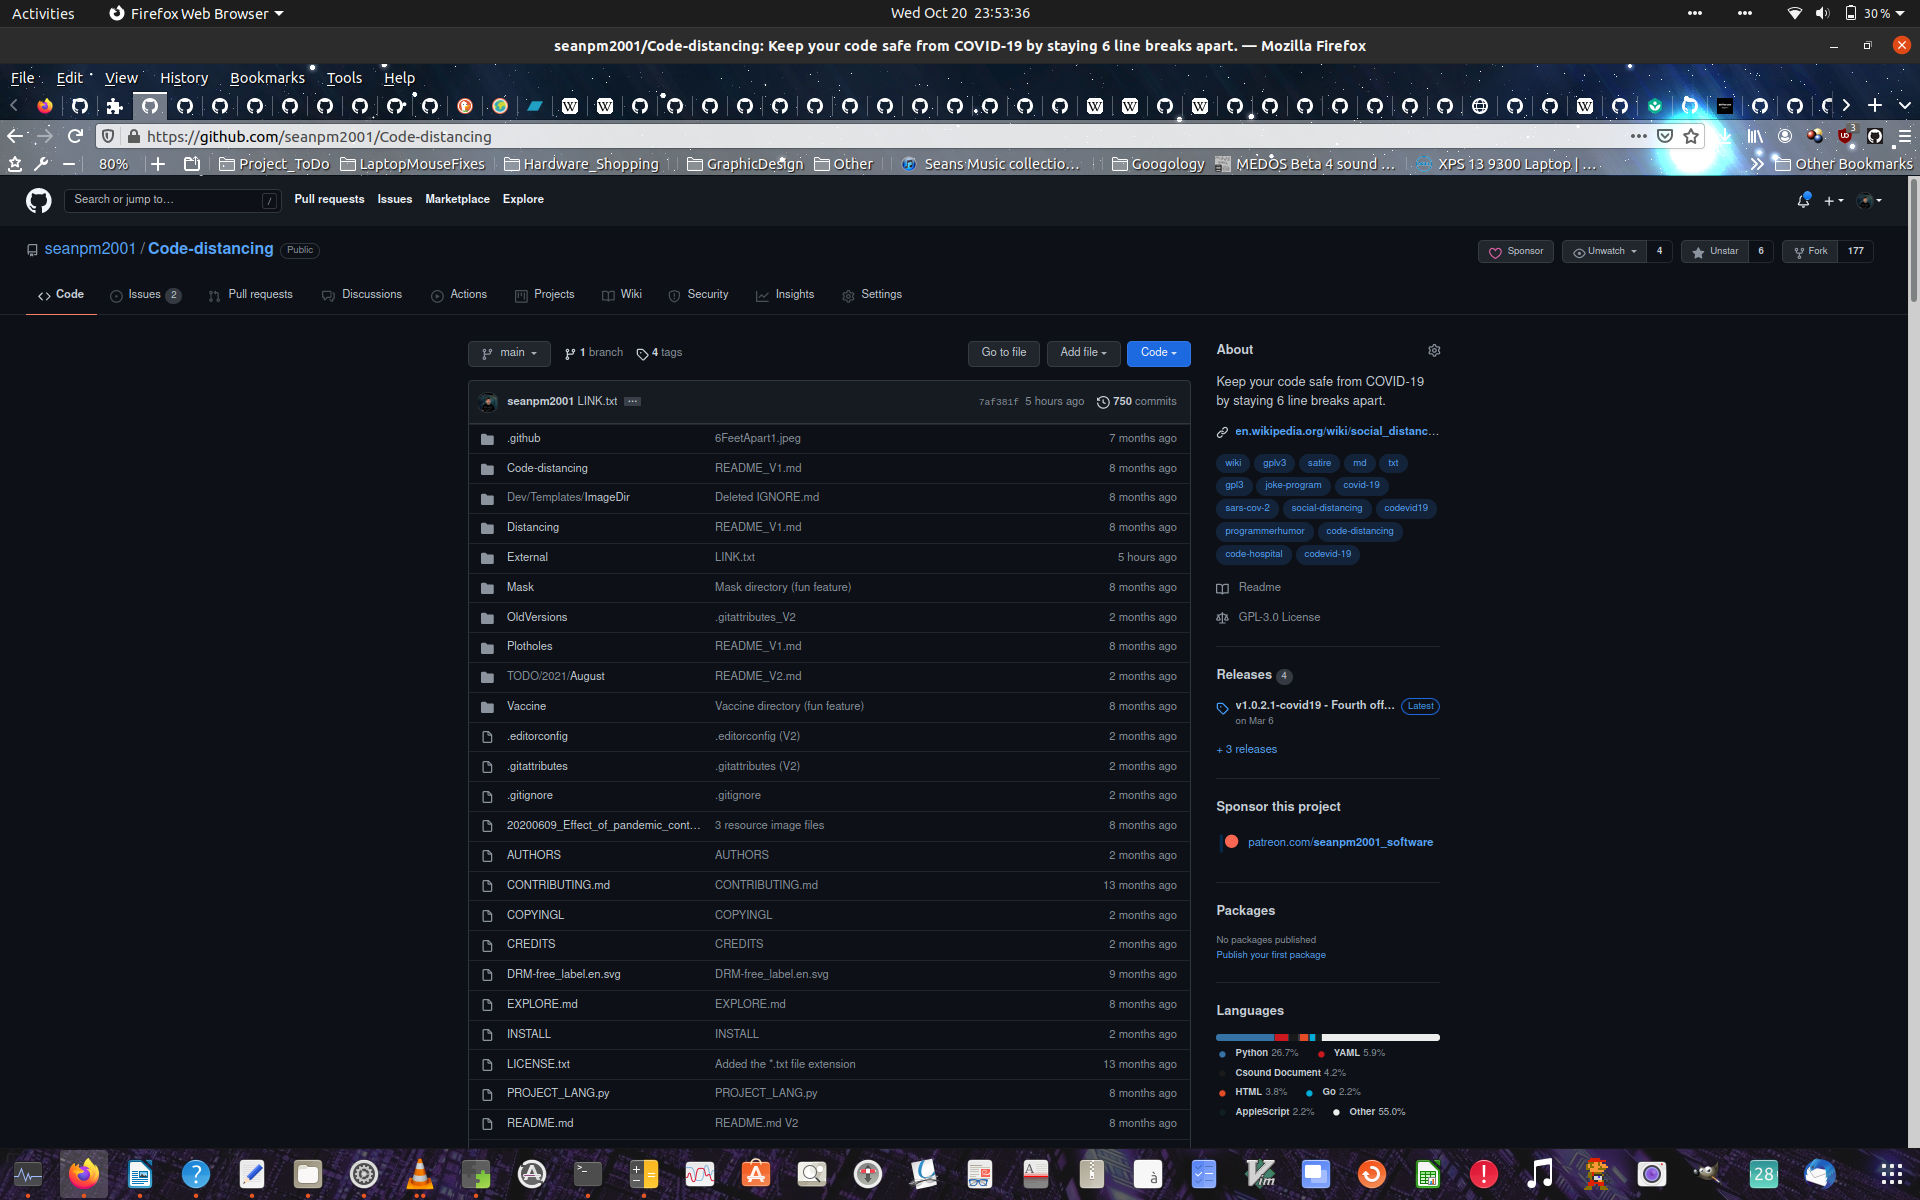 Activities Firefox Web Browser Wed Oct 20 23:53:36 30 %
seanpm2001/Code-distancing: Keep your code safe from COVID-19 by staying 6 line breaks apart. — Mozilla Firefox
File Edit View History Bookmarks Tools Help
https://github.com/seanpm2001/Code-distancing
80% Project_ToDo LaptopMouseFixes Hardware_Shopping GraphicDesign Other Seans Music collectio... Googology MEDOS Beta 4 sound ... XPS 13 9300 Laptop | ... Other Bookmarks
Search or jump to... / Pull requests Issues Marketplace Explore
seanpm2001 / Code-distancing Public Sponsor Unwatch 4 Unstar 6 Fork 177
Code Issues 2 Pull requests Discussions Actions Projects Wiki Security Insights Settings
main 1 branch 4 tags Go to file Add file Code
seanpm2001 LINK.txt ... 7af381f 5 hours ago 750 commits
.github 6FeetApart1.jpeg 7 months ago
Code-distancing README_V1.md 8 months ago
Dev/Templates/ImageDir Deleted IGNORE.md 8 months ago
Distancing README_V1.md 8 months ago
External LINK.txt 5 hours ago
Mask Mask directory (fun feature) 8 months ago
OldVersions .gitattributes_V2 2 months ago
Plotholes README_V1.md 8 months ago
TODO/2021/August README_V2.md 2 months ago
Vaccine Vaccine directory (fun feature) 8 months ago
.editorconfig .editorconfig (V2) 2 months ago
.gitattributes .gitattributes (V2) 2 months ago
.gitignore .gitignore 2 months ago
20200609_Effect_of_pandemic_cont... 3 resource image files 8 months ago
AUTHORS AUTHORS 2 months ago
CONTRIBUTING.md CONTRIBUTING.md 13 months ago
COPYINGL COPYINGL 2 months ago
CREDITS CREDITS 2 months ago
DRM-free_label.en.svg DRM-free_label.en.svg 9 months ago
EXPLORE.md EXPLORE.md 8 months ago
INSTALL INSTALL 2 months ago
LICENSE.txt Added the *.txt file extension 13 months ago
PROJECT_LANG.py PROJECT_LANG.py 8 months ago
README.md README.md V2 8 months ago
About
Keep your code safe from COVID-19
by staying 6 line breaks apart.
en.wikipedia.org/wiki/social_distanc...
wiki gplv3 satire md txt
gpl3 joke-program covid-19
sars-cov-2 social-distancing codevid19
programmerhumor code-distancing
code-hospital codevid-19
Readme
GPL-3.0 License
Releases 4
v1.0.2.1-covid19 - Fourth off... Latest
on Mar 6
+ 3 releases
Sponsor this project
patreon.com/seanpm2001_software
Packages
No packages published
Publish your first package
Languages
Python 26.7% YAML 5.9%
Csound Document 4.2%
HTML 3.8% Go 2.2%
AppleScript 2.2% Other 55.0%
28